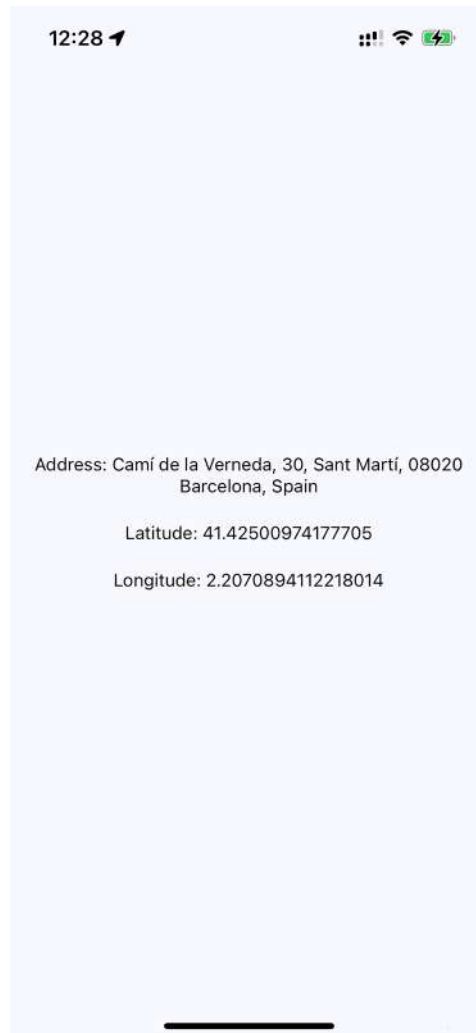 12:28
Address: Camí de la Verneda, 30, Sant Martí, 08020
Barcelona, Spain
Latitude: 41.42500974177705
Longitude: 2.2070894112218014